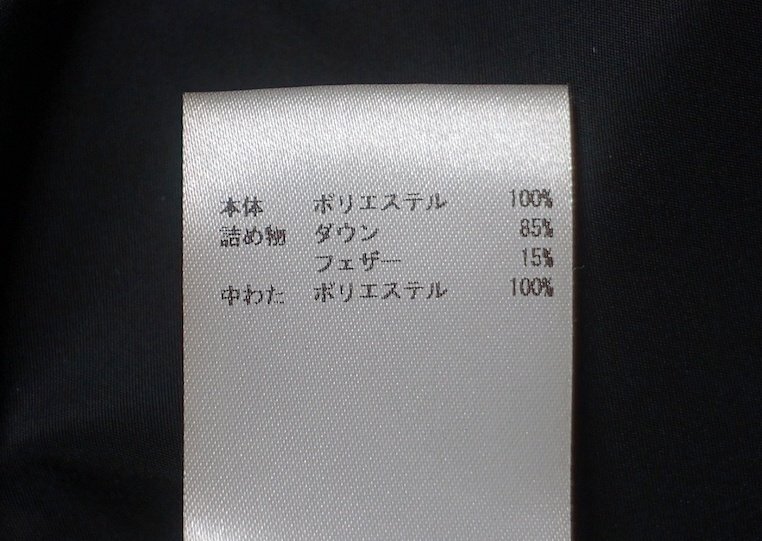 本体 ポリエステル 100%
詰め物 ダウン 85%
フェザー 15%
中わた ポリエステル 100%